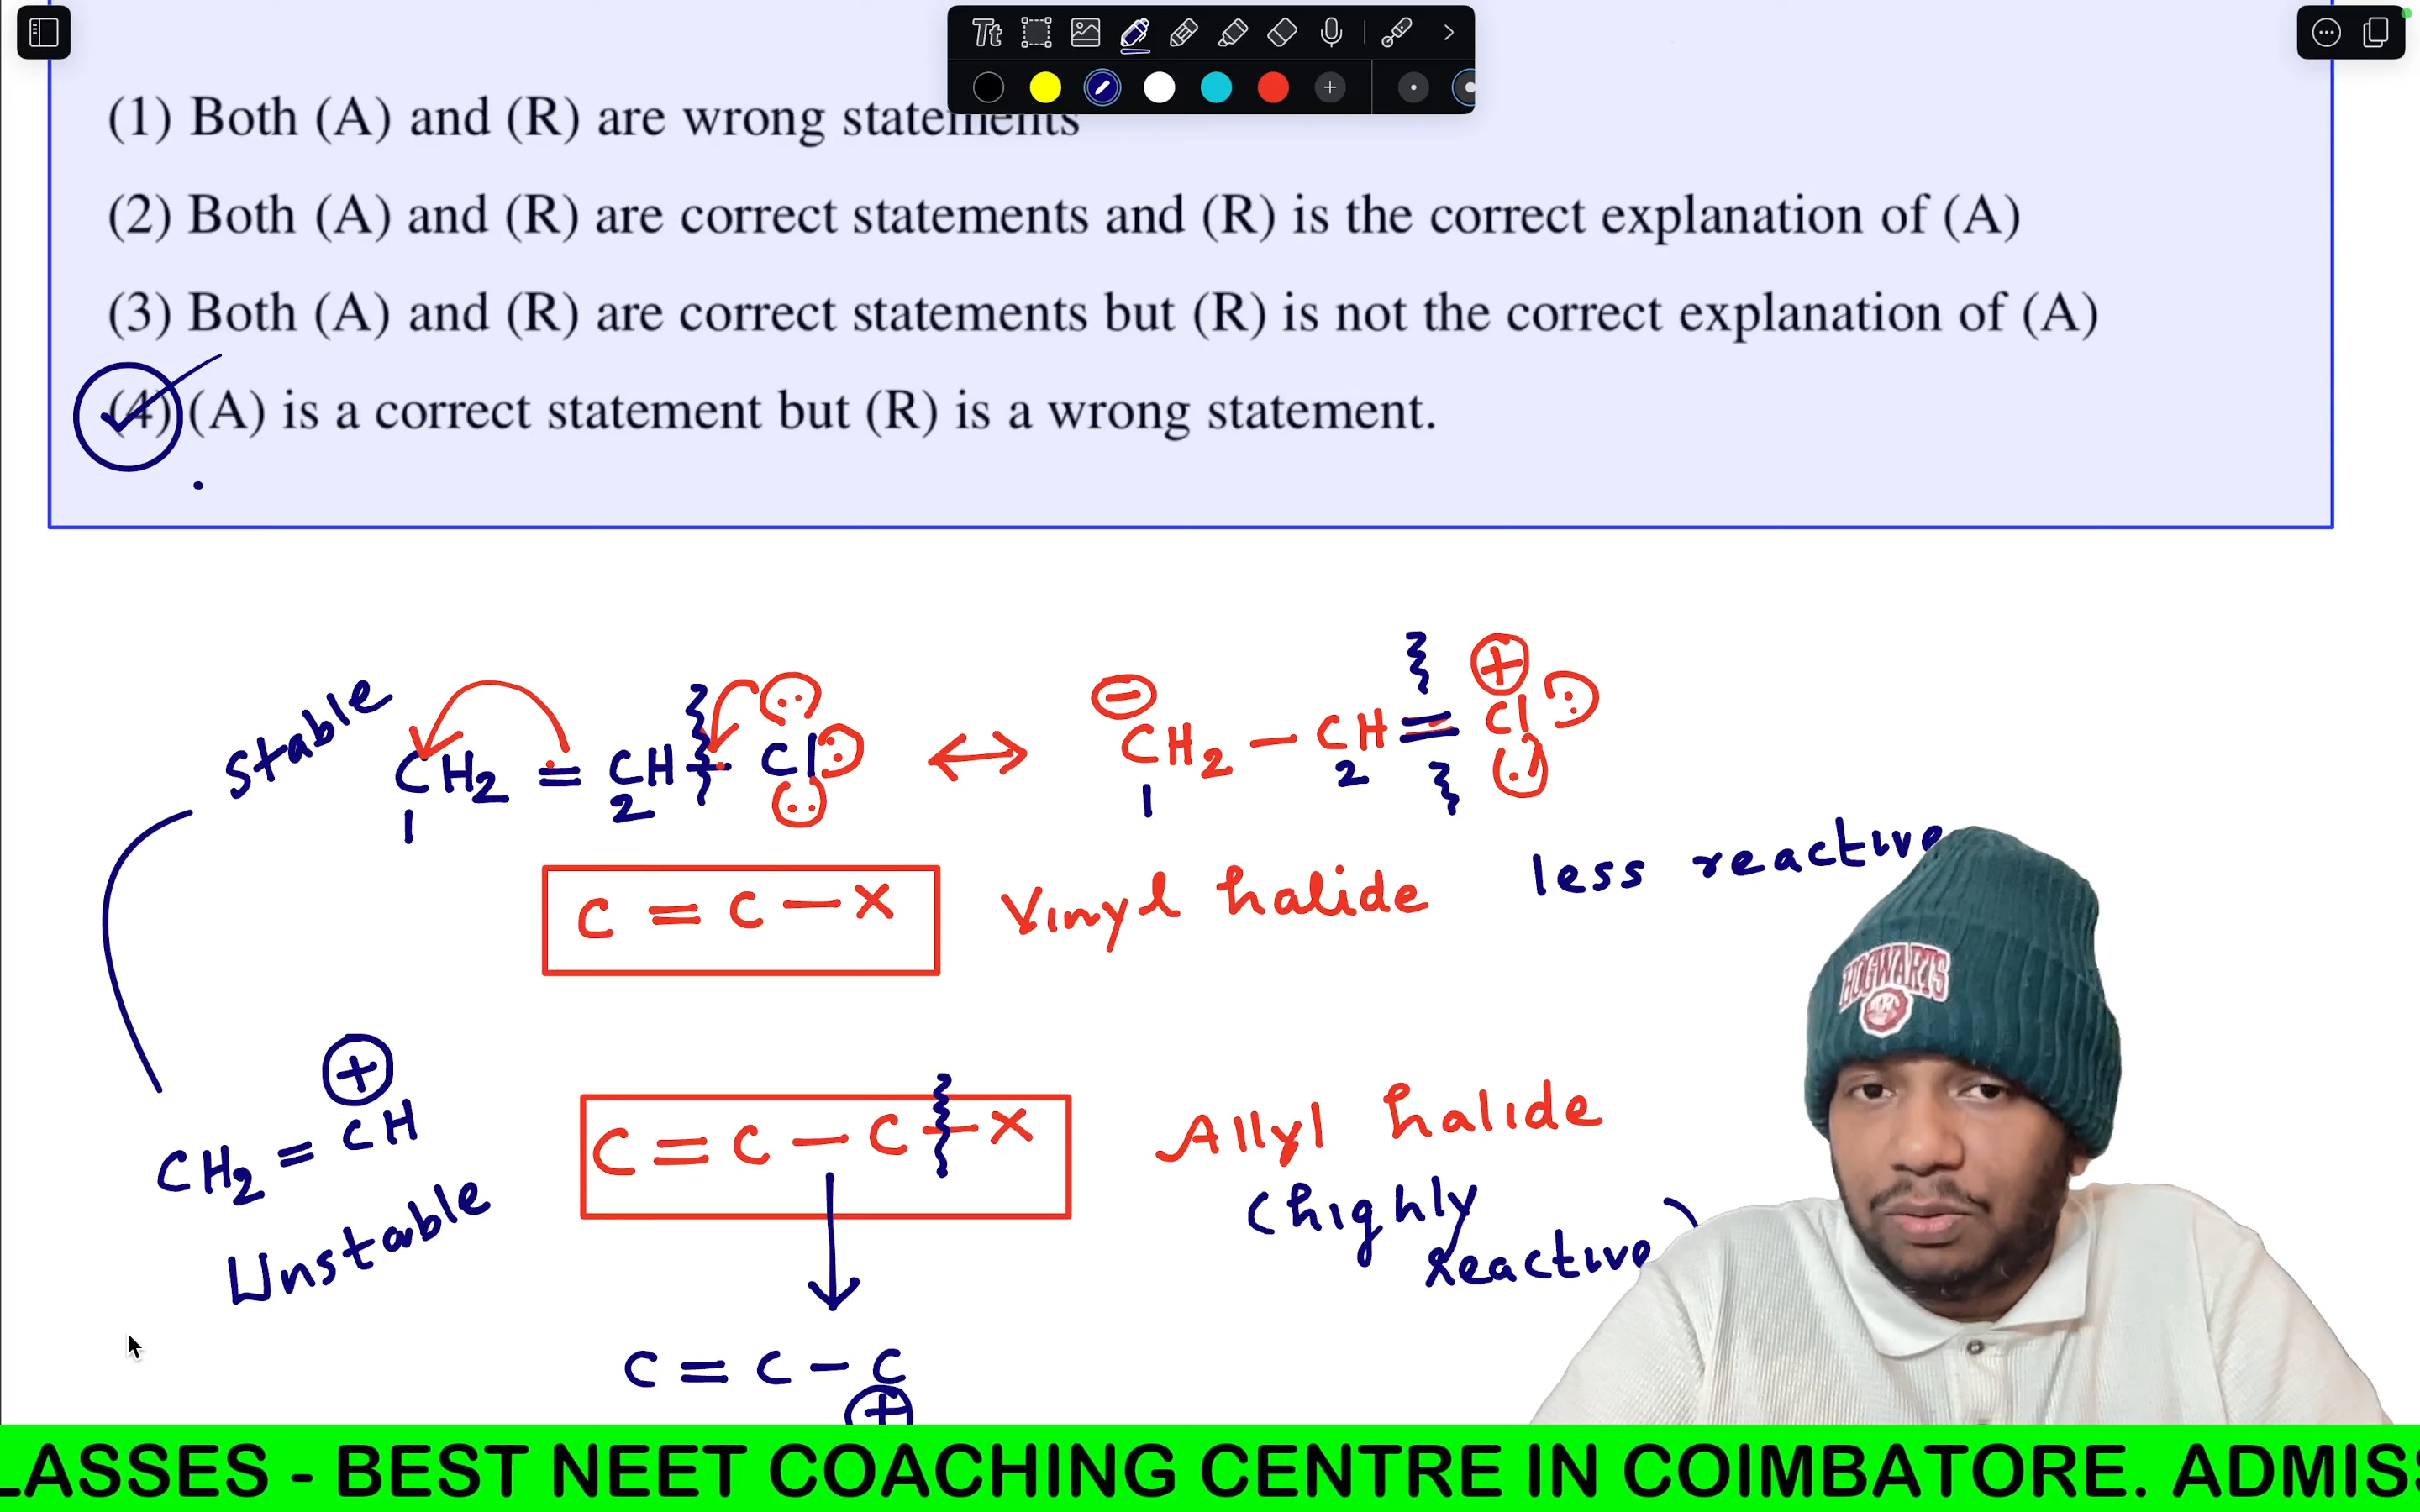 Tt
(1) Both (A) and (R) are wrong statements
(2) Both (A) and (R) are correct statements and (R) is the correct explanation of (A)
(3) Both (A) and (R) are correct statements but (R) is not the correct explanation of (A)
(4) (A) is a correct statement but (R) is a wrong statement.
Stable
CH2 = CH - Cl ↔ CH2 - CH = Cl
⊖ ⊕
1 2 1 2
C = C - X Vinyl halide less reactive
HOGWARTS
⊕
CH2 = CH
Unstable
C = C - C - X Allyl halide
(highly
reactive
C = C - C
⊕
LASSES - BEST NEET COACHING CENTRE IN COIMBATORE. ADMISS